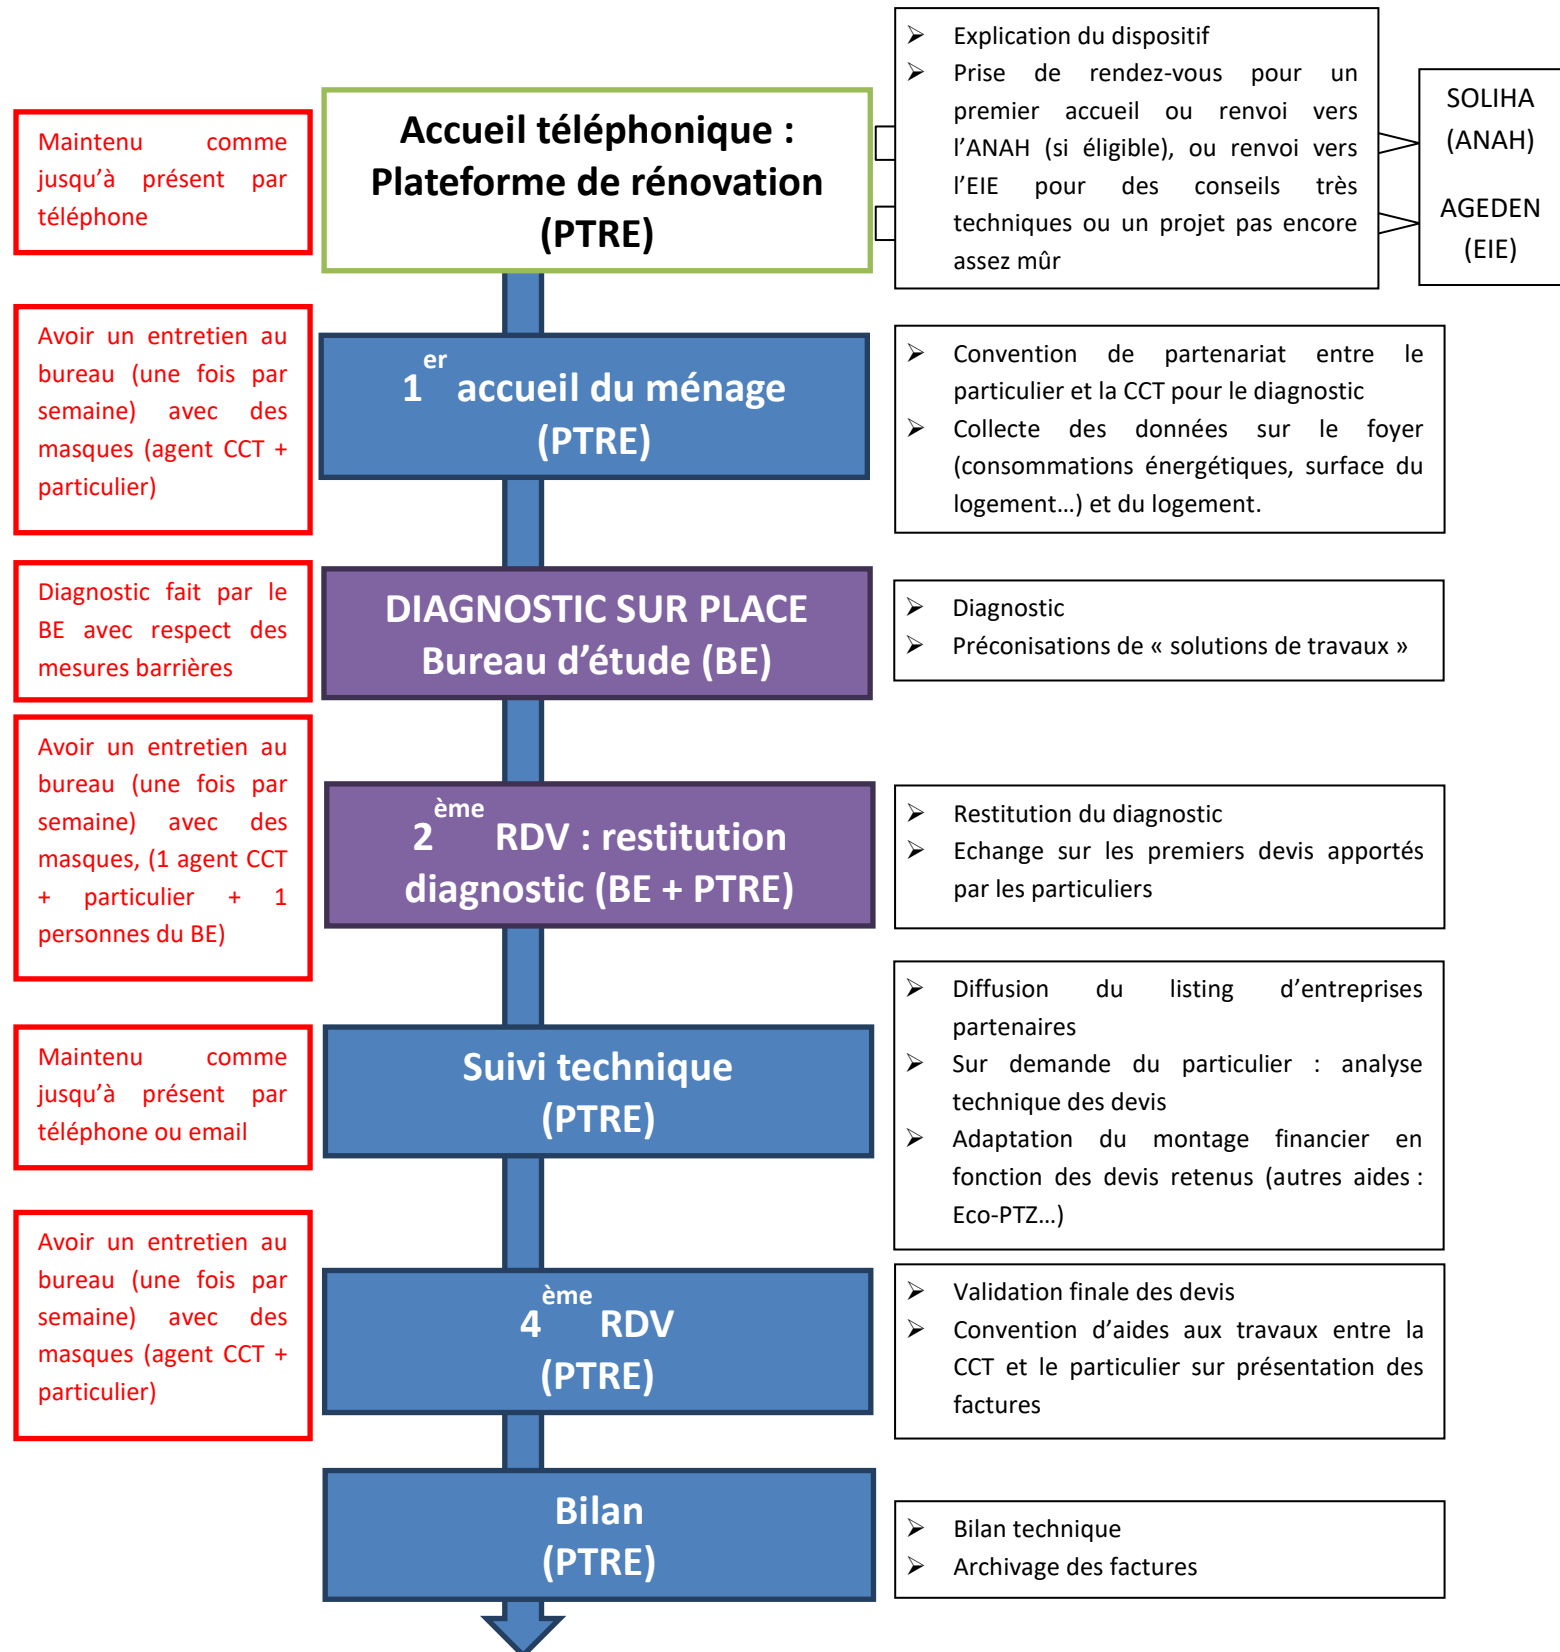 Maintenu comme
jusqu’à présent par
téléphone
Accueil téléphonique :
Plateforme de rénovation
(PTRE)
➢ Explication du dispositif
➢ Prise de rendez-vous pour un
premier accueil ou renvoi vers
l’ANAH (si éligible), ou renvoi vers
l’EIE pour des conseils très
techniques ou un projet pas encore
assez mûr
SOLIHA
(ANAH)
AGEDEN
(EIE)
Avoir un entretien au
bureau (une fois par
semaine) avec des
masques (agent CCT +
particulier)
1er accueil du ménage
(PTRE)
➢ Convention de partenariat entre le
particulier et la CCT pour le diagnostic
➢ Collecte des données sur le foyer
(consommations énergétiques, surface du
logement…) et du logement.
Diagnostic fait par le
BE avec respect des
mesures barrières
DIAGNOSTIC SUR PLACE
Bureau d’étude (BE)
➢ Diagnostic
➢ Préconisations de « solutions de travaux »
Avoir un entretien au
bureau (une fois par
semaine) avec des
masques, (1 agent CCT
+ particulier + 1
personnes du BE)
2ème RDV : restitution
diagnostic (BE + PTRE)
➢ Restitution du diagnostic
➢ Echange sur les premiers devis apportés
par les particuliers
Maintenu comme
jusqu’à présent par
téléphone ou email
Suivi technique
(PTRE)
➢ Diffusion du listing d’entreprises
partenaires
➢ Sur demande du particulier : analyse
technique des devis
➢ Adaptation du montage financier en
fonction des devis retenus (autres aides :
Eco-PTZ…)
Avoir un entretien au
bureau (une fois par
semaine) avec des
masques (agent CCT +
particulier)
4ème RDV
(PTRE)
➢ Validation finale des devis
➢ Convention d’aides aux travaux entre la
CCT et le particulier sur présentation des
factures
Bilan
(PTRE)
➢ Bilan technique
➢ Archivage des factures